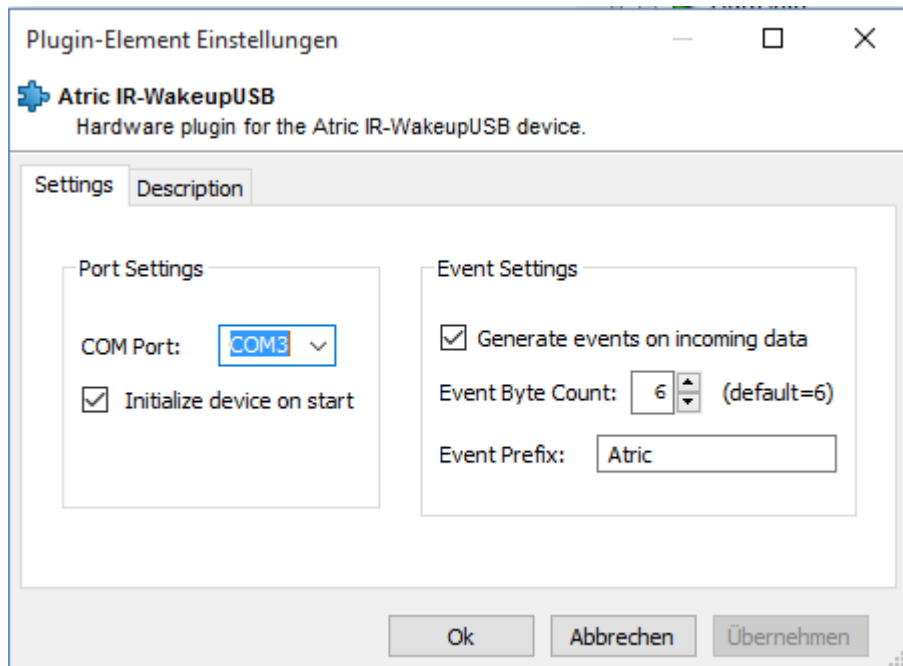 Plugin-Element Einstellungen
Atric IR-WakeupUSB
Hardware plugin for the Atric IR-WakeupUSB device.
Settings Description
Port Settings
COM Port: COM3
Initialize device on start
Event Settings
Generate events on incoming data
Event Byte Count: 6 (default=6)
Event Prefix: Atric
Ok Abbrechen Übernehmen